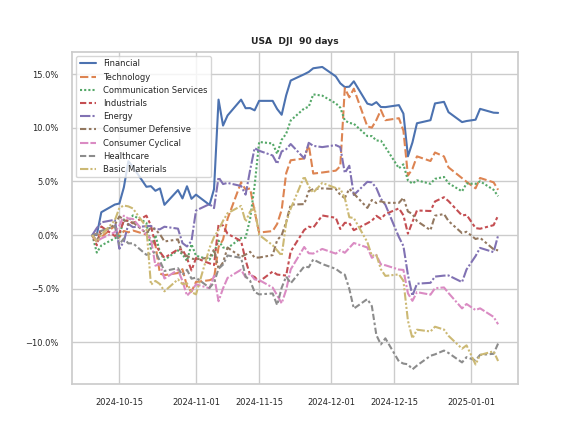 USA DJI 90 days
Financial
Technology
Communication Services
Industrials
Energy
Consumer Defensive
Consumer Cyclical
Healthcare
Basic Materials
15.0%
10.0%
5.0%
0.0%
−5.0%
−10.0%
2024-10-15
2024-11-01
2024-11-15
2024-12-01
2024-12-15
2025-01-01